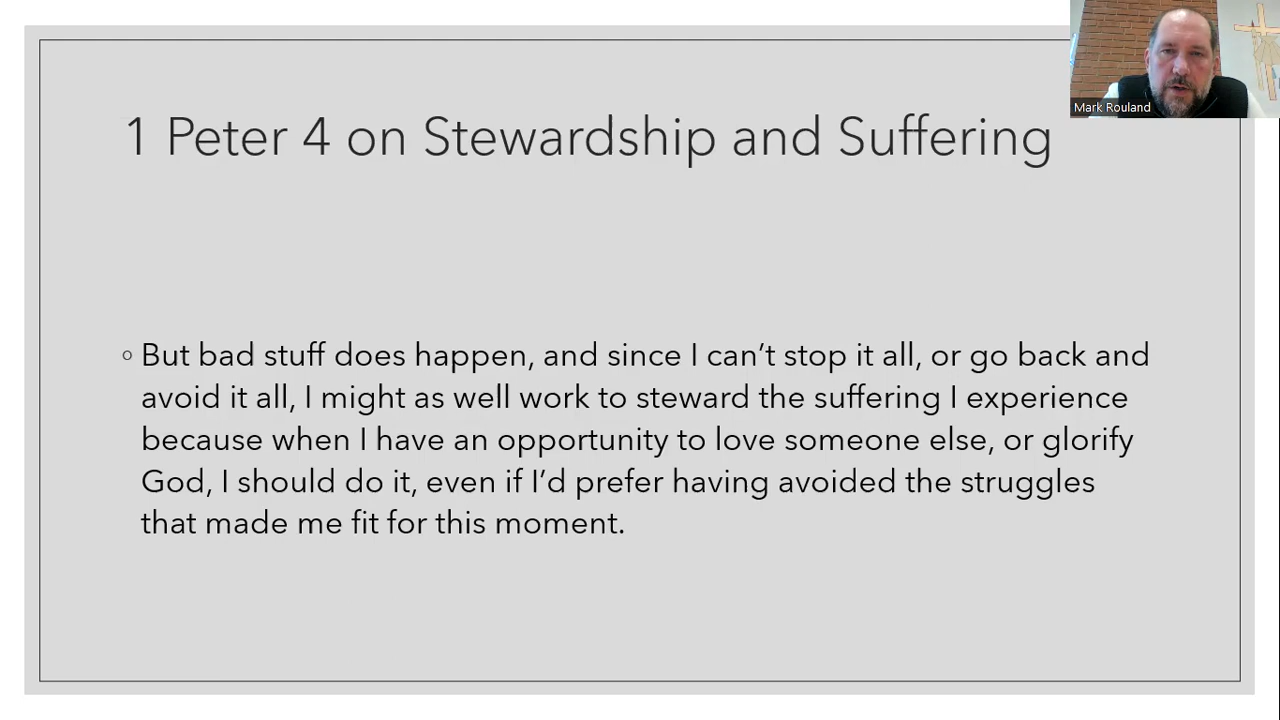 1 Peter 4 on Stewardship and Suffering
Mark Rouland
◦ But bad stuff does happen, and since I can’t stop it all, or go back and
avoid it all, I might as well work to steward the suffering I experience
because when I have an opportunity to love someone else, or glorify
God, I should do it, even if I’d prefer having avoided the struggles
that made me fit for this moment.